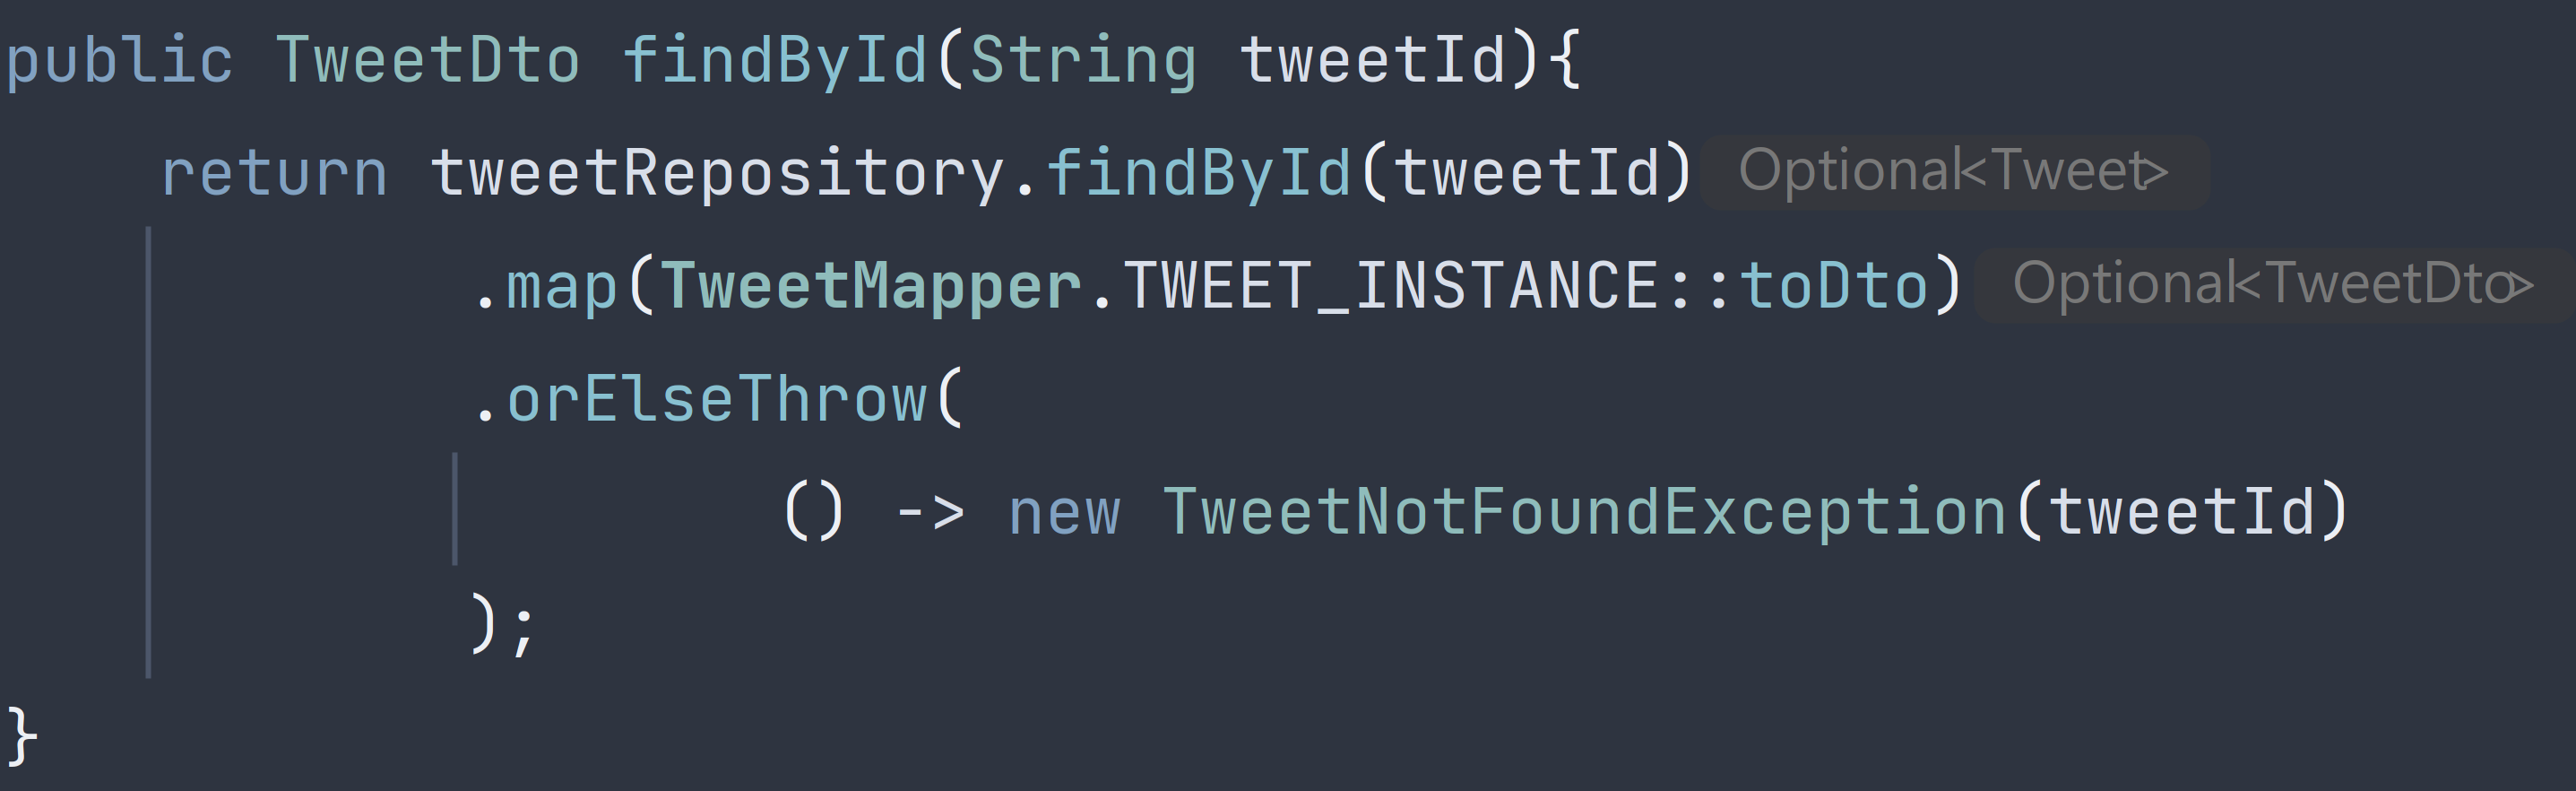 public TweetDto findById(String tweetId){
return tweetRepository.findById(tweetId) Optional<Tweet>
.map(TweetMapper.TWEET_INSTANCE::toDto) Optional<TweetDto>
.orElseThrow(
() -> new TweetNotFoundException(tweetId)
);
}